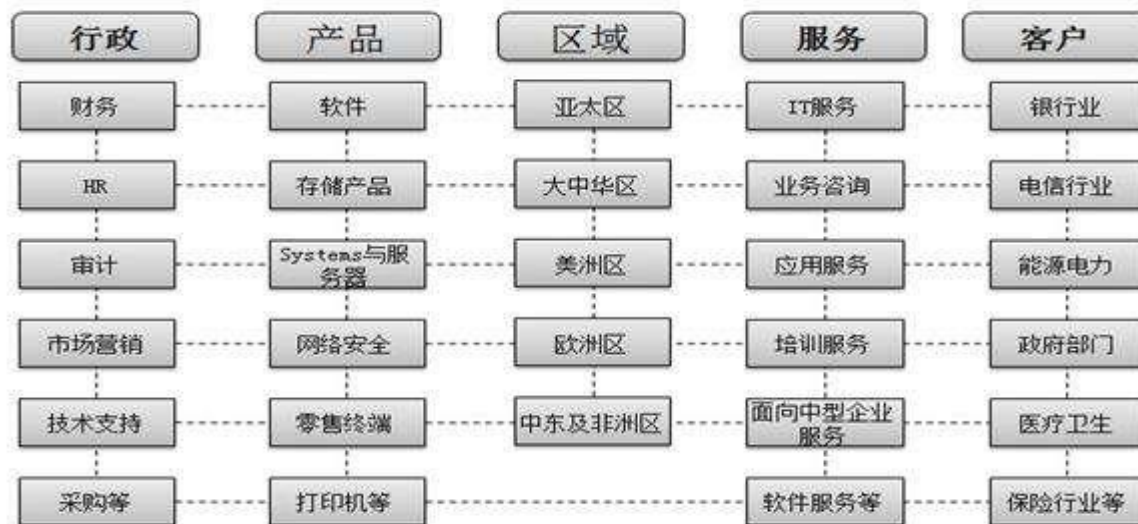 行政
产品
区域
服务
客户
财务
软件
亚太区
IT服务
银行业
HR
存储产品
大中华区
业务咨询
电信行业
审计
Systems与服
务器
美洲区
应用服务
能源电力
市场营销
网络安全
欧洲区
培训服务
政府部门
技术支持
零售终端
中东及非洲区
面向中型企业
服务
医疗卫生
采购等
打印机等
软件服务等
保险行业等